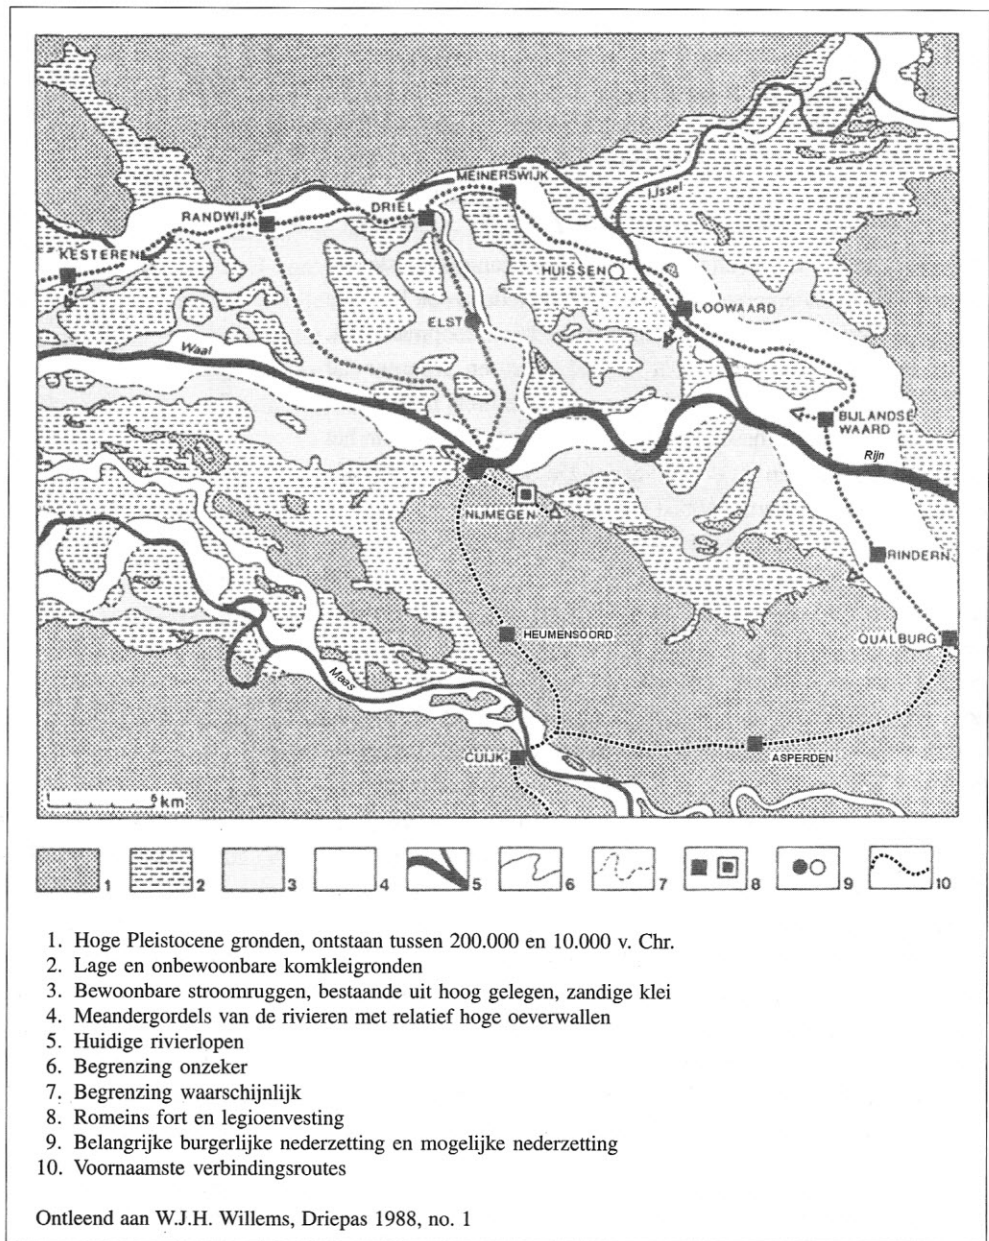 MEINERSWIJK
IJssel
RANDWIJK
DRIEL
KESTEREN
HUISSEN
LOOWAARD
ELST
Waal
BIJLANDSE
WAARD
Rijn
NIJMEGEN
RINDERN
HEUMENSOORD
QUALBURG
Maas
CUIJK
ASPERDEN
km
1 2 3 4 5 6 7 8 9 10
1. Hoge Pleistocene gronden, ontstaan tussen 200.000 en 10.000 v. Chr.
2. Lage en onbewoonbare komkleigronden
3. Bewoonbare stroomruggen, bestaande uit hoog gelegen, zandige klei
4. Meandergordels van de rivieren met relatief hoge oeverwallen
5. Huidige rivierlopen
6. Begrenzing onzeker
7. Begrenzing waarschijnlijk
8. Romeins fort en legioenvesting
9. Belangrijke burgerlijke nederzetting en mogelijke nederzetting
10. Voornaamste verbindingsroutes
Ontleend aan W.J.H. Willems, Driepas 1988, no. 1